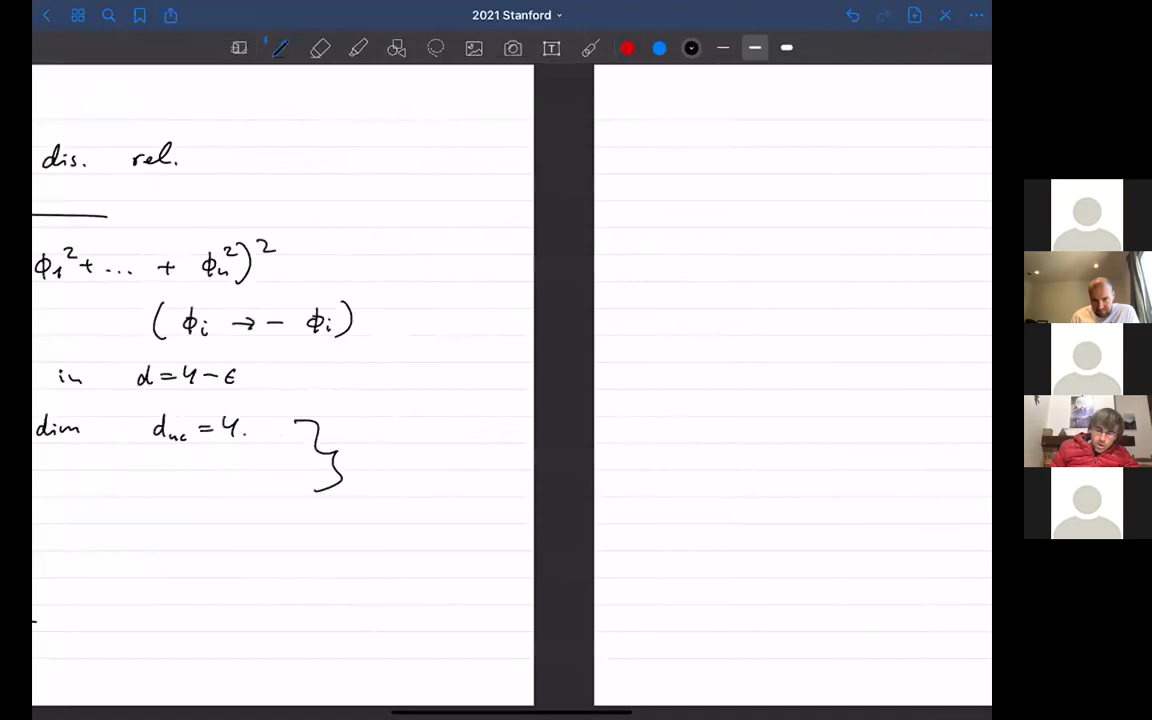 2021 Stanford
dis. rel.
ϕ₁² + ... + ϕₙ²)²
(ϕᵢ → − ϕᵢ)
in d = 4 − ϵ
dim d_uc = 4.